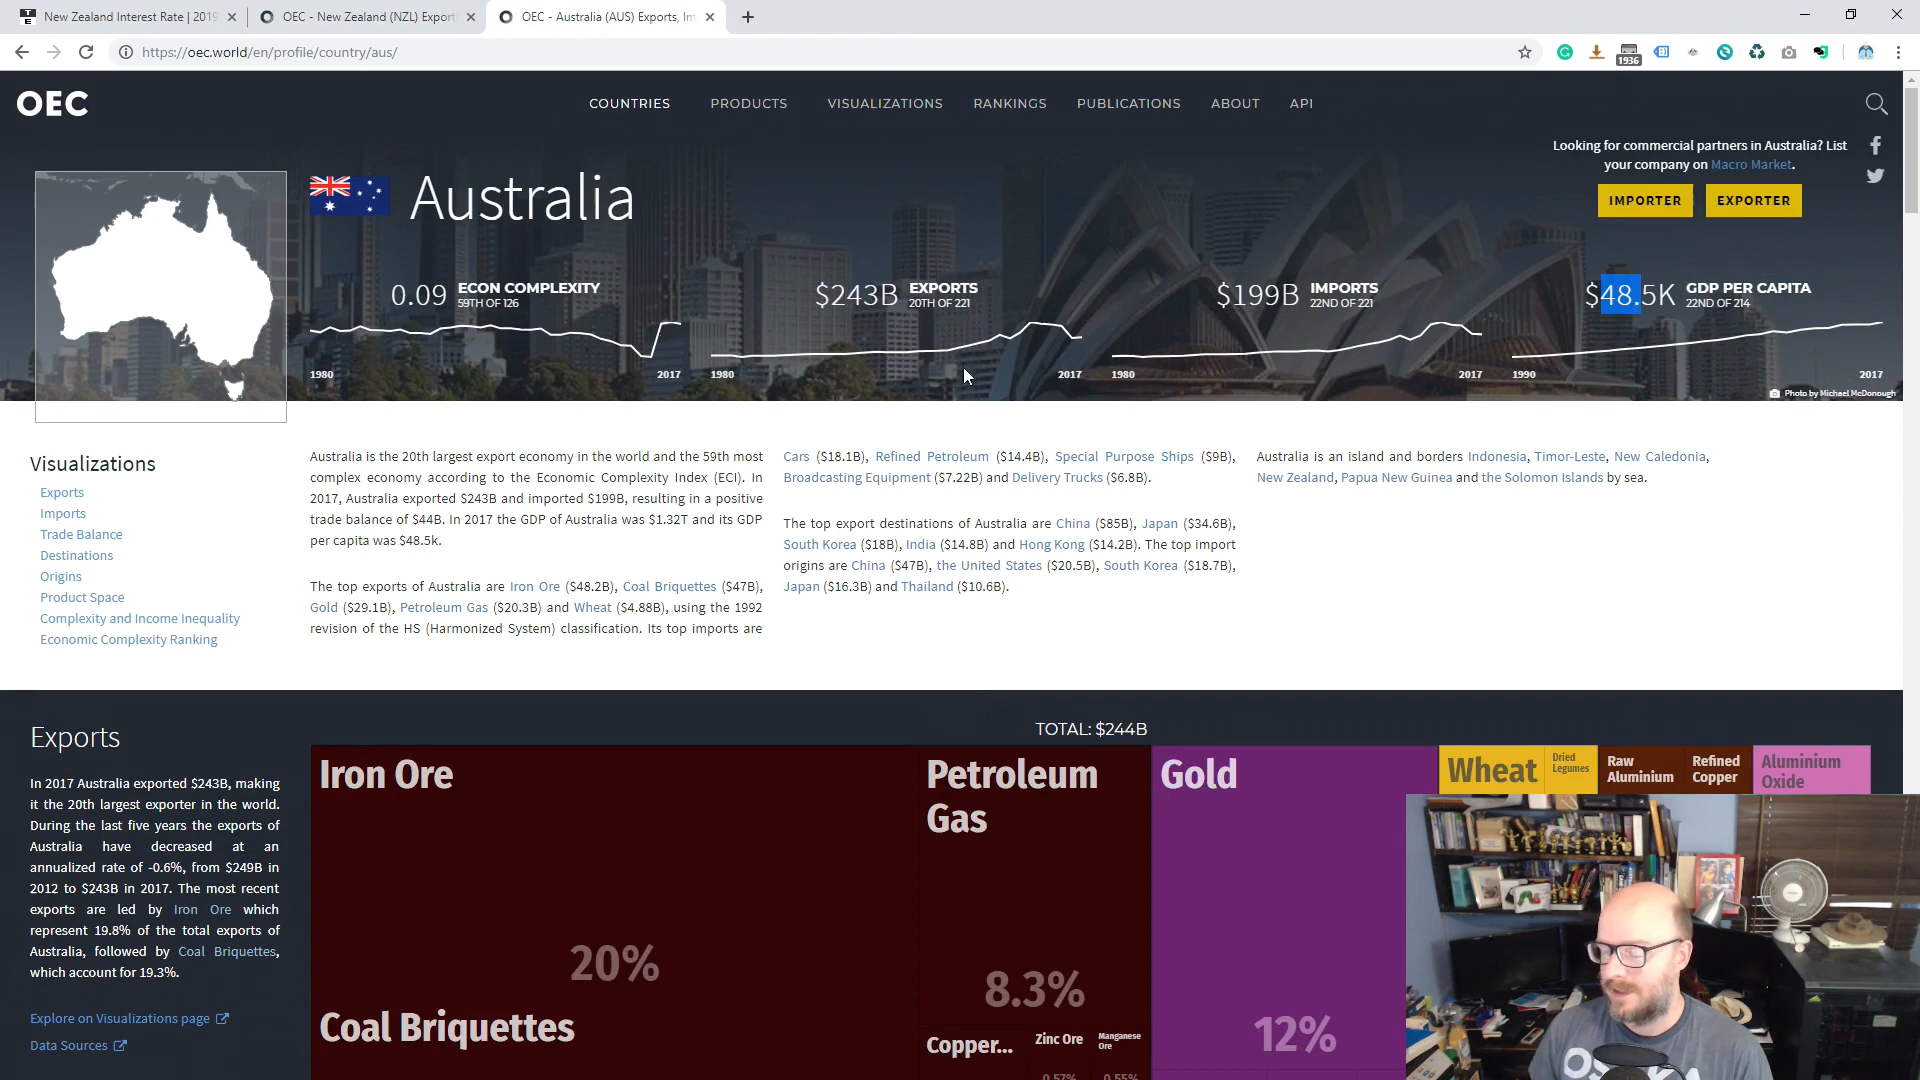 New Zealand Interest Rate | 2019
OEC - New Zealand (NZL) Export
OEC - Australia (AUS) Exports, Im
https://oec.world/en/profile/country/aus/
1936
OEC
COUNTRIES PRODUCTS VISUALIZATIONS RANKINGS PUBLICATIONS ABOUT API
Looking for commercial partners in Australia? List
your company on Macro Market.
IMPORTER EXPORTER
Australia
0.09 ECON COMPLEXITY
59TH OF 126
1980 2017
$243B EXPORTS
20TH OF 221
1980 2017
$199B IMPORTS
22ND OF 221
1980 2017
$48.5K GDP PER CAPITA
22ND OF 214
1990 2017
Photo by Michael McDonough
Visualizations
Exports
Imports
Trade Balance
Destinations
Origins
Product Space
Complexity and Income Inequality
Economic Complexity Ranking
Australia is the 20th largest export economy in the world and the 59th most
complex economy according to the Economic Complexity Index (ECI). In
2017, Australia exported $243B and imported $199B, resulting in a positive
trade balance of $44B. In 2017 the GDP of Australia was $1.32T and its GDP
per capita was $48.5k.
The top exports of Australia are Iron Ore ($48.2B), Coal Briquettes ($47B),
Gold ($29.1B), Petroleum Gas ($20.3B) and Wheat ($4.88B), using the 1992
revision of the HS (Harmonized System) classification. Its top imports are
Cars ($18.1B), Refined Petroleum ($14.4B), Special Purpose Ships ($9B),
Broadcasting Equipment ($7.22B) and Delivery Trucks ($6.8B).
The top export destinations of Australia are China ($85B), Japan ($34.6B),
South Korea ($18B), India ($14.8B) and Hong Kong ($14.2B). The top import
origins are China ($47B), the United States ($20.5B), South Korea ($18.7B),
Japan ($16.3B) and Thailand ($10.6B).
Australia is an island and borders Indonesia, Timor-Leste, New Caledonia,
New Zealand, Papua New Guinea and the Solomon Islands by sea.
Exports
In 2017 Australia exported $243B, making
it the 20th largest exporter in the world.
During the last five years the exports of
Australia have decreased at an
annualized rate of -0.6%, from $249B in
2012 to $243B in 2017. The most recent
exports are led by Iron Ore which
represent 19.8% of the total exports of
Australia, followed by Coal Briquettes,
which account for 19.3%.
Explore on Visualizations page
Data Sources
TOTAL: $244B
Iron Ore
20%
Coal Briquettes
Petroleum
Gas
8.3%
Copper...
Zinc Ore
0.57%
Manganese
Ore
0.55%
Gold
12%
Wheat
Dried
Legumes
Raw
Aluminium
Refined
Copper
Aluminium
Oxide